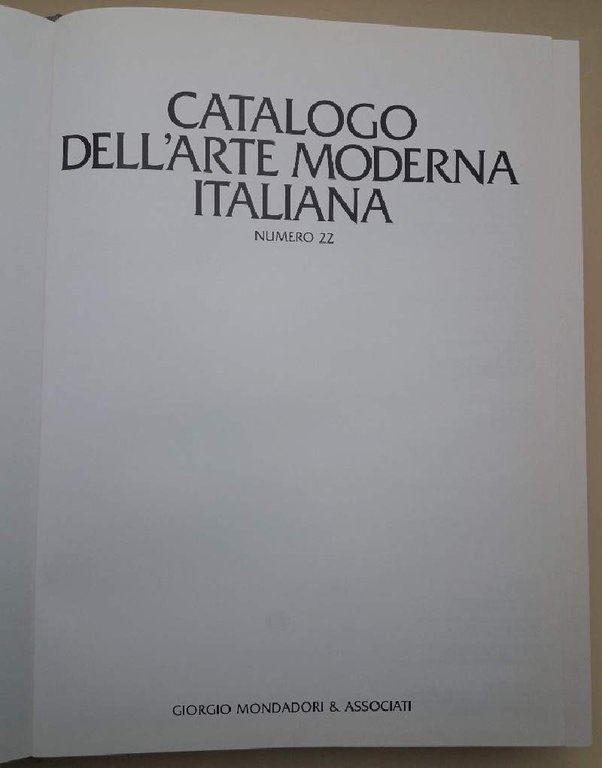 CATALOGO
DELL'ARTE MODERNA
ITALIANA
NUMERO 22
GIORGIO MONDADORI & ASSOCIATI